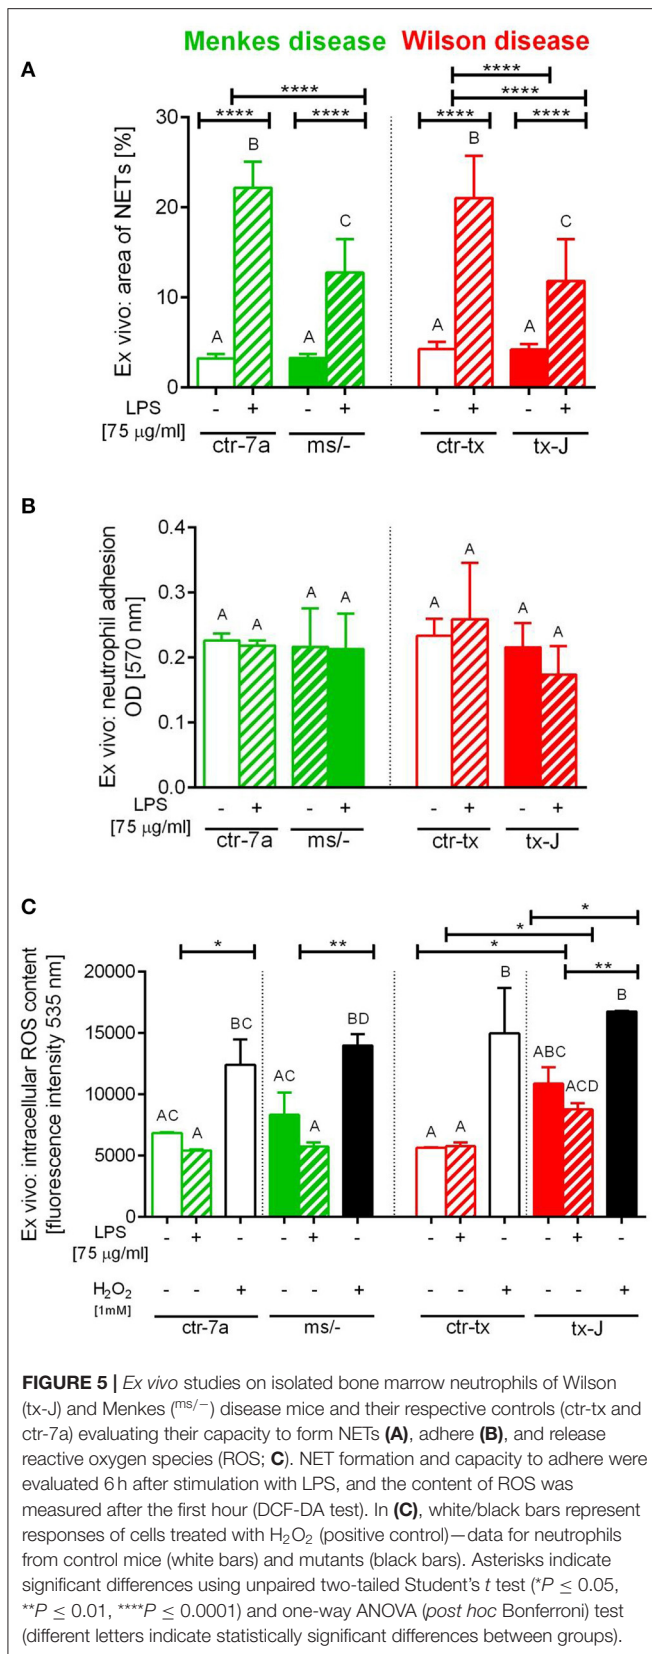 Menkes disease Wilson disease
A
****
****
****
**** **** **** ****
Ex vivo: area of NETs [%]
30
20
10
0
A B A C A B A C
LPS - + - + - + - +
[75 µg/ml]
ctr-7a ms/- ctr-tx tx-J
B
Ex vivo: neutrophil adhesion
OD [570 nm]
0.4
0.3
0.2
0.1
0.0
A A A A A A A A
LPS - + - + - + - +
[75 µg/ml]
ctr-7a ms/- ctr-tx tx-J
C
*
*
* ** * **
Ex vivo: intracellular ROS content
[fluorescence intensity 535 nm]
20000
15000
10000
5000
0
AC A BC AC A BD A A B ABC ACD B
LPS - + - - + - - + - - + -
[75 µg/ml]
H2O2 - - + - - + - - + - - +
[1mM]
ctr-7a ms/- ctr-tx tx-J
FIGURE 5 | Ex vivo studies on isolated bone marrow neutrophils of Wilson
(tx-J) and Menkes (ms/−) disease mice and their respective controls (ctr-tx and
ctr-7a) evaluating their capacity to form NETs (A), adhere (B), and release
reactive oxygen species (ROS; C). NET formation and capacity to adhere were
evaluated 6 h after stimulation with LPS, and the content of ROS was
measured after the first hour (DCF-DA test). In (C), white/black bars represent
responses of cells treated with H2O2 (positive control)—data for neutrophils
from control mice (white bars) and mutants (black bars). Asterisks indicate
significant differences using unpaired two-tailed Student's t test (*P ≤ 0.05,
**P ≤ 0.01, ****P ≤ 0.0001) and one-way ANOVA (post hoc Bonferroni) test
(different letters indicate statistically significant differences between groups).